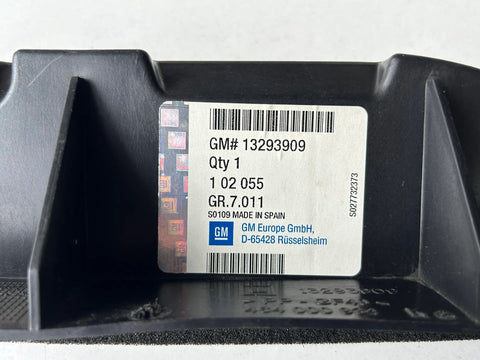 GM# 13293909
Qty 1
1 02 055
GR.7.011
S0109 MADE IN SPAIN
GM
GM Europe GmbH,
D-65428 Rüsselsheim
S027732373